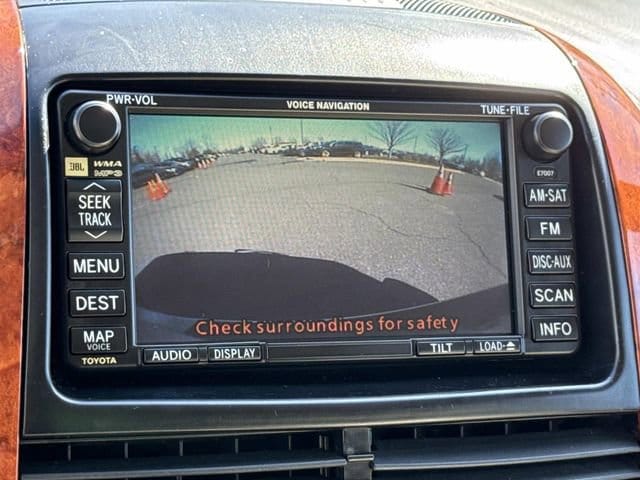 PWR·VOL
VOICE NAVIGATION
TUNE·FILE
JBL
WMA
MP3
E7007
SEEK
TRACK
AM·SAT
FM
MENU
DISC·AUX
DEST
SCAN
MAP
VOICE
INFO
TOYOTA
Check surroundings for safety
AUDIO
DISPLAY
TILT
LOAD